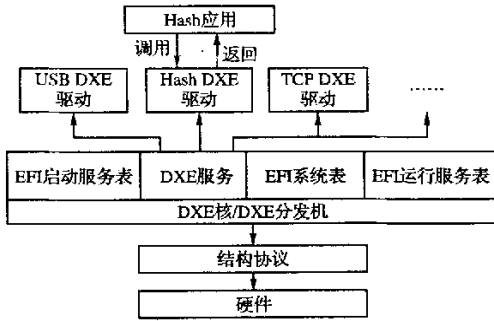 Hash应用
调用
返回
USB DXE
驱动
Hash DXE
驱动
TCP DXE
驱动
……
EFI启动服务表
DXE服务
EFI系统表
EFI运行服务表
DXE核/DXE分发机
结构协议
硬件